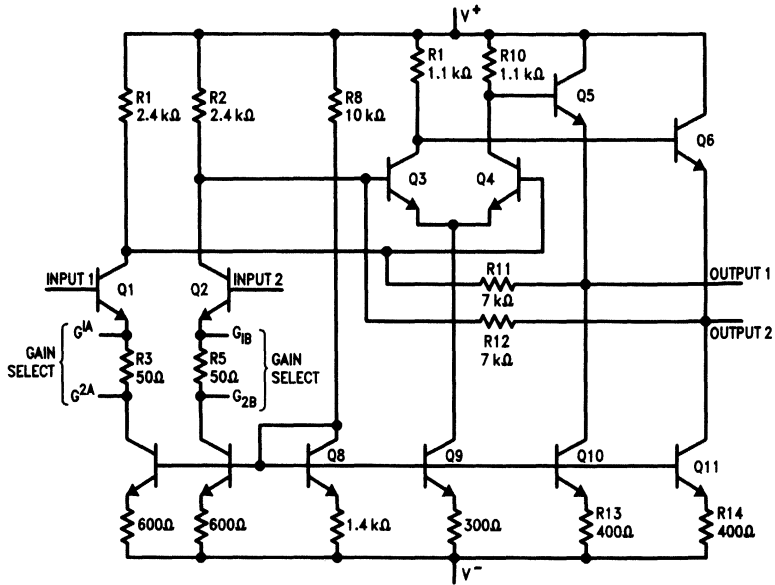 V+
R1
2.4 kΩ
R2
2.4 kΩ
R8
10 kΩ
R1
1.1 kΩ
R10
1.1 kΩ
Q5
Q6
Q3
Q4
INPUT 1
Q1
Q2
INPUT 2
R11
7 kΩ
OUTPUT 1
R12
7 kΩ
OUTPUT 2
GAIN
SELECT
G1A
R3
50Ω
G2A
R5
50Ω
G1B
G2B
GAIN
SELECT
Q8
Q9
Q10
Q11
600Ω
600Ω
1.4 kΩ
300Ω
R13
400Ω
R14
400Ω
V-